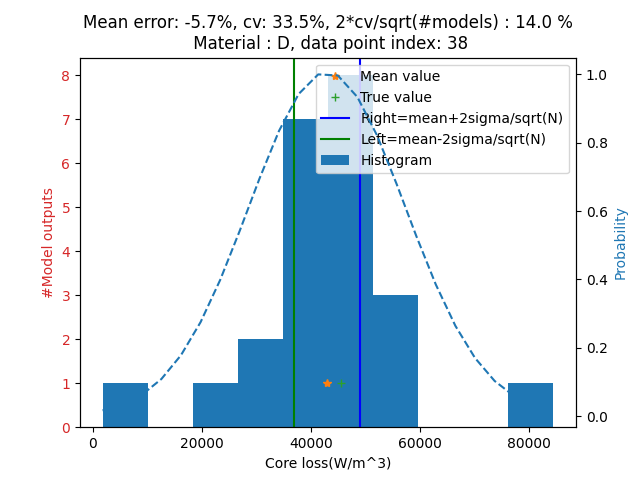 Mean error: -5.7%, cv: 33.5%, 2*cv/sqrt(#models) : 14.0 %
Material : D, data point index: 38
8
7
6
5
4
3
2
1
0
#Model outputs
Mean value
True value
Right=mean+2sigma/sqrt(N)
Left=mean-2sigma/sqrt(N)
Histogram
1.0
0.8
0.6
0.4
0.2
0.0
Probability
0 20000 40000 60000 80000
Core loss(W/m^3)